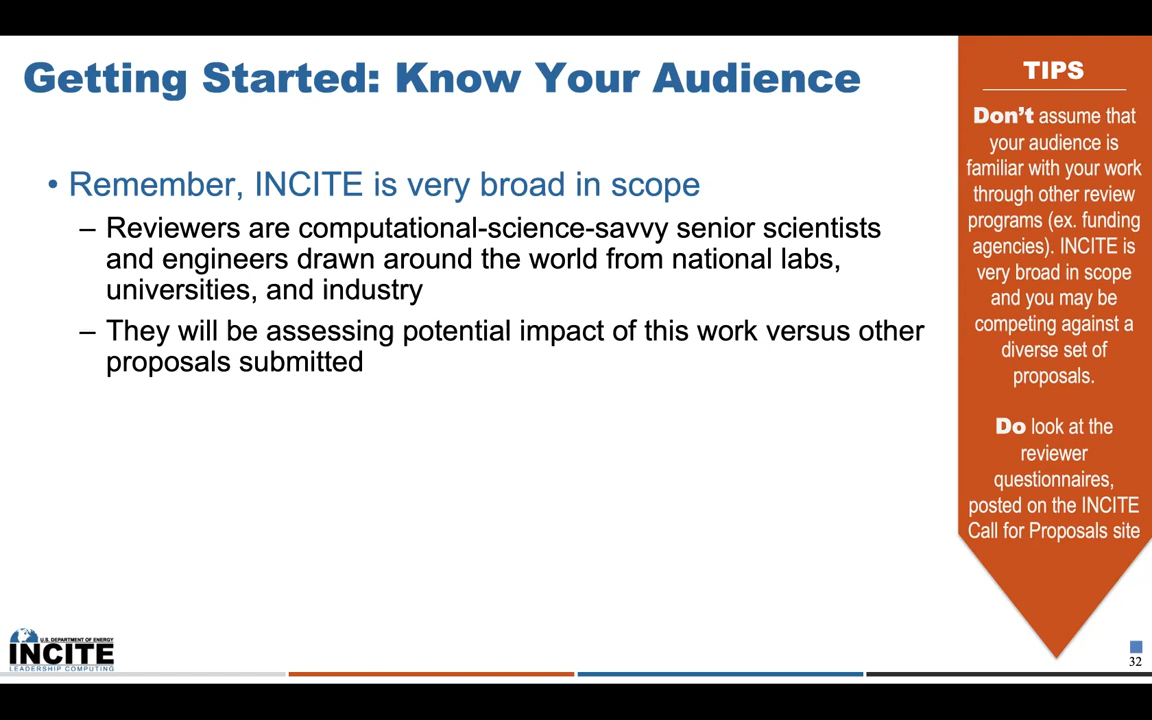 Getting Started: Know Your Audience
• Remember, INCITE is very broad in scope
– Reviewers are computational-science-savvy senior scientists
and engineers drawn around the world from national labs,
universities, and industry
– They will be assessing potential impact of this work versus other
proposals submitted
TIPS
Don’t assume that
your audience is
familiar with your work
through other review
programs (ex. funding
agencies). INCITE is
very broad in scope
and you may be
competing against a
diverse set of
proposals.
Do look at the
reviewer
questionnaires,
posted on the INCITE
Call for Proposals site
U.S. DEPARTMENT OF ENERGY
INCITE
LEADERSHIP COMPUTING
32